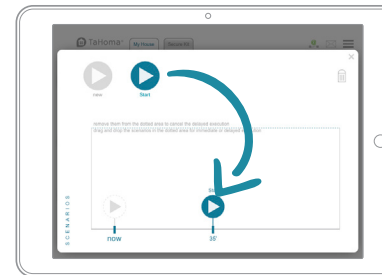 TaHoma
My House
now
Start
remove them from the dotted area to cancel the delayed execution
drag and drop the scenarios in the dotted area for immediate or delayed execution
SCENARIOS
now
35'